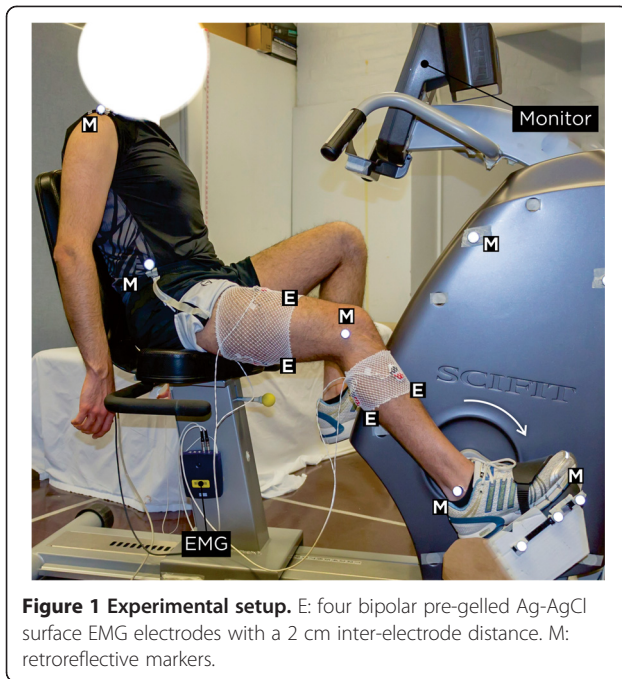 M
Monitor
M
M
E
M
E
E
SCIFIT
E
M
M
EMG
Figure 1 Experimental setup. E: four bipolar pre-gelled Ag-AgCl
surface EMG electrodes with a 2 cm inter-electrode distance. M:
retroreflective markers.